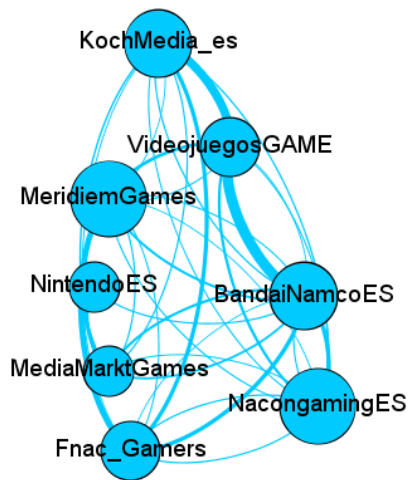 KochMedia_es
VideojuegosGAME
MeridiemGames
NintendoES
BandaiNamcoES
MediaMarktGames
NacongamingES
Fnac_Gamers